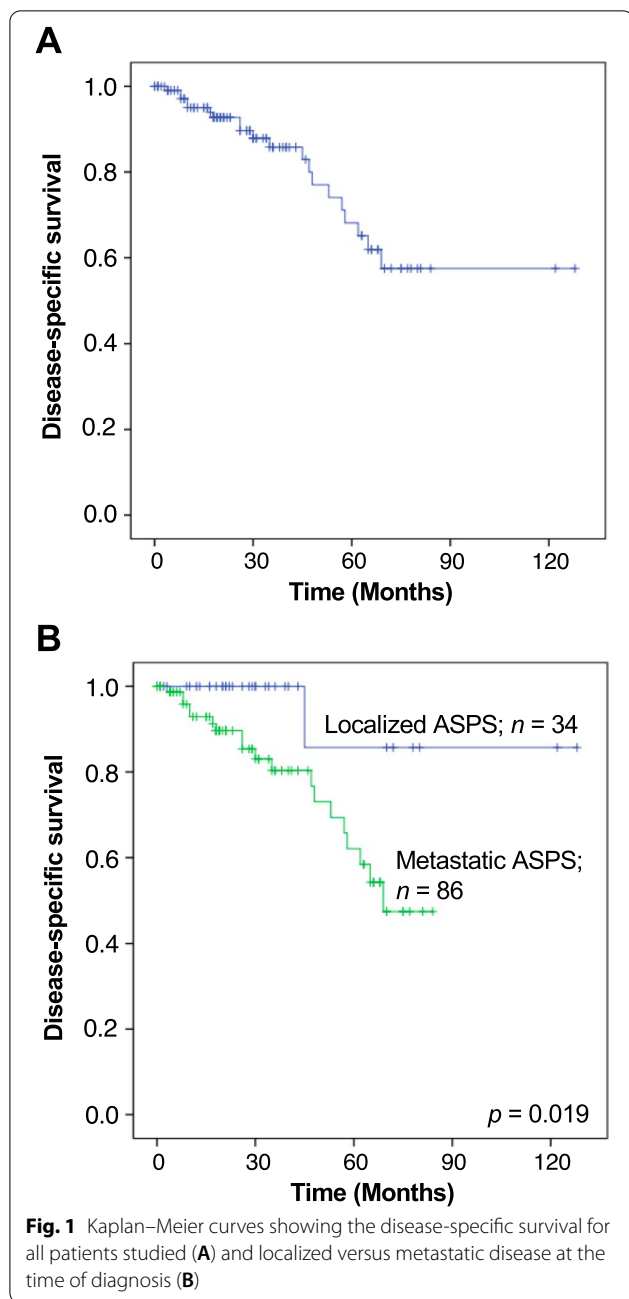 A
Disease-specific survival
1.0
0.8
0.6
0.4
0.2
0.0
0 30 60 90 120
Time (Months)
B
Disease-specific survival
1.0
0.8
0.6
0.4
0.2
0.0
Localized ASPS; n = 34
Metastatic ASPS;
n = 86
p = 0.019
0 30 60 90 120
Time (Months)
Fig. 1 Kaplan–Meier curves showing the disease-specific survival for
all patients studied (A) and localized versus metastatic disease at the
time of diagnosis (B)